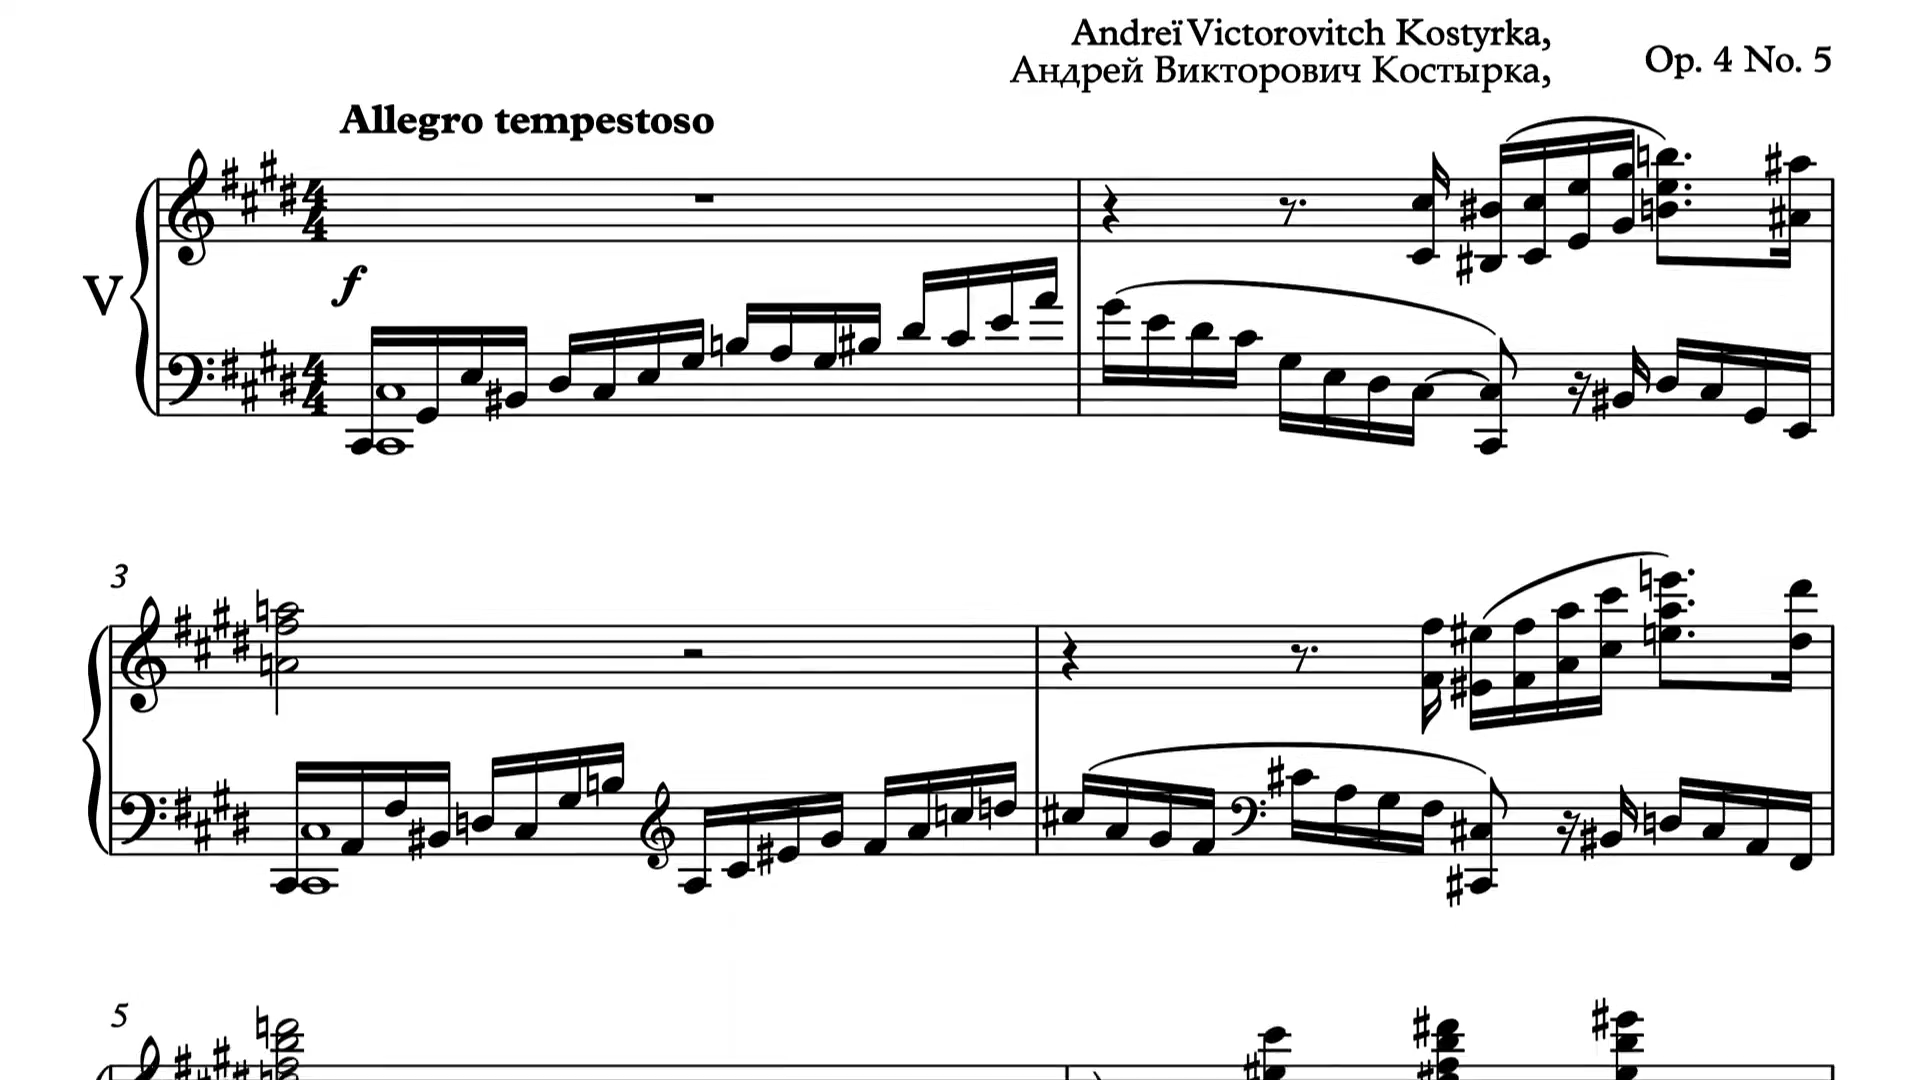 Andreï Victorovitch Kostyrka,
Андрей Викторович Костырка,
Op. 4 No. 5
Allegro tempestoso
V
f
3
5